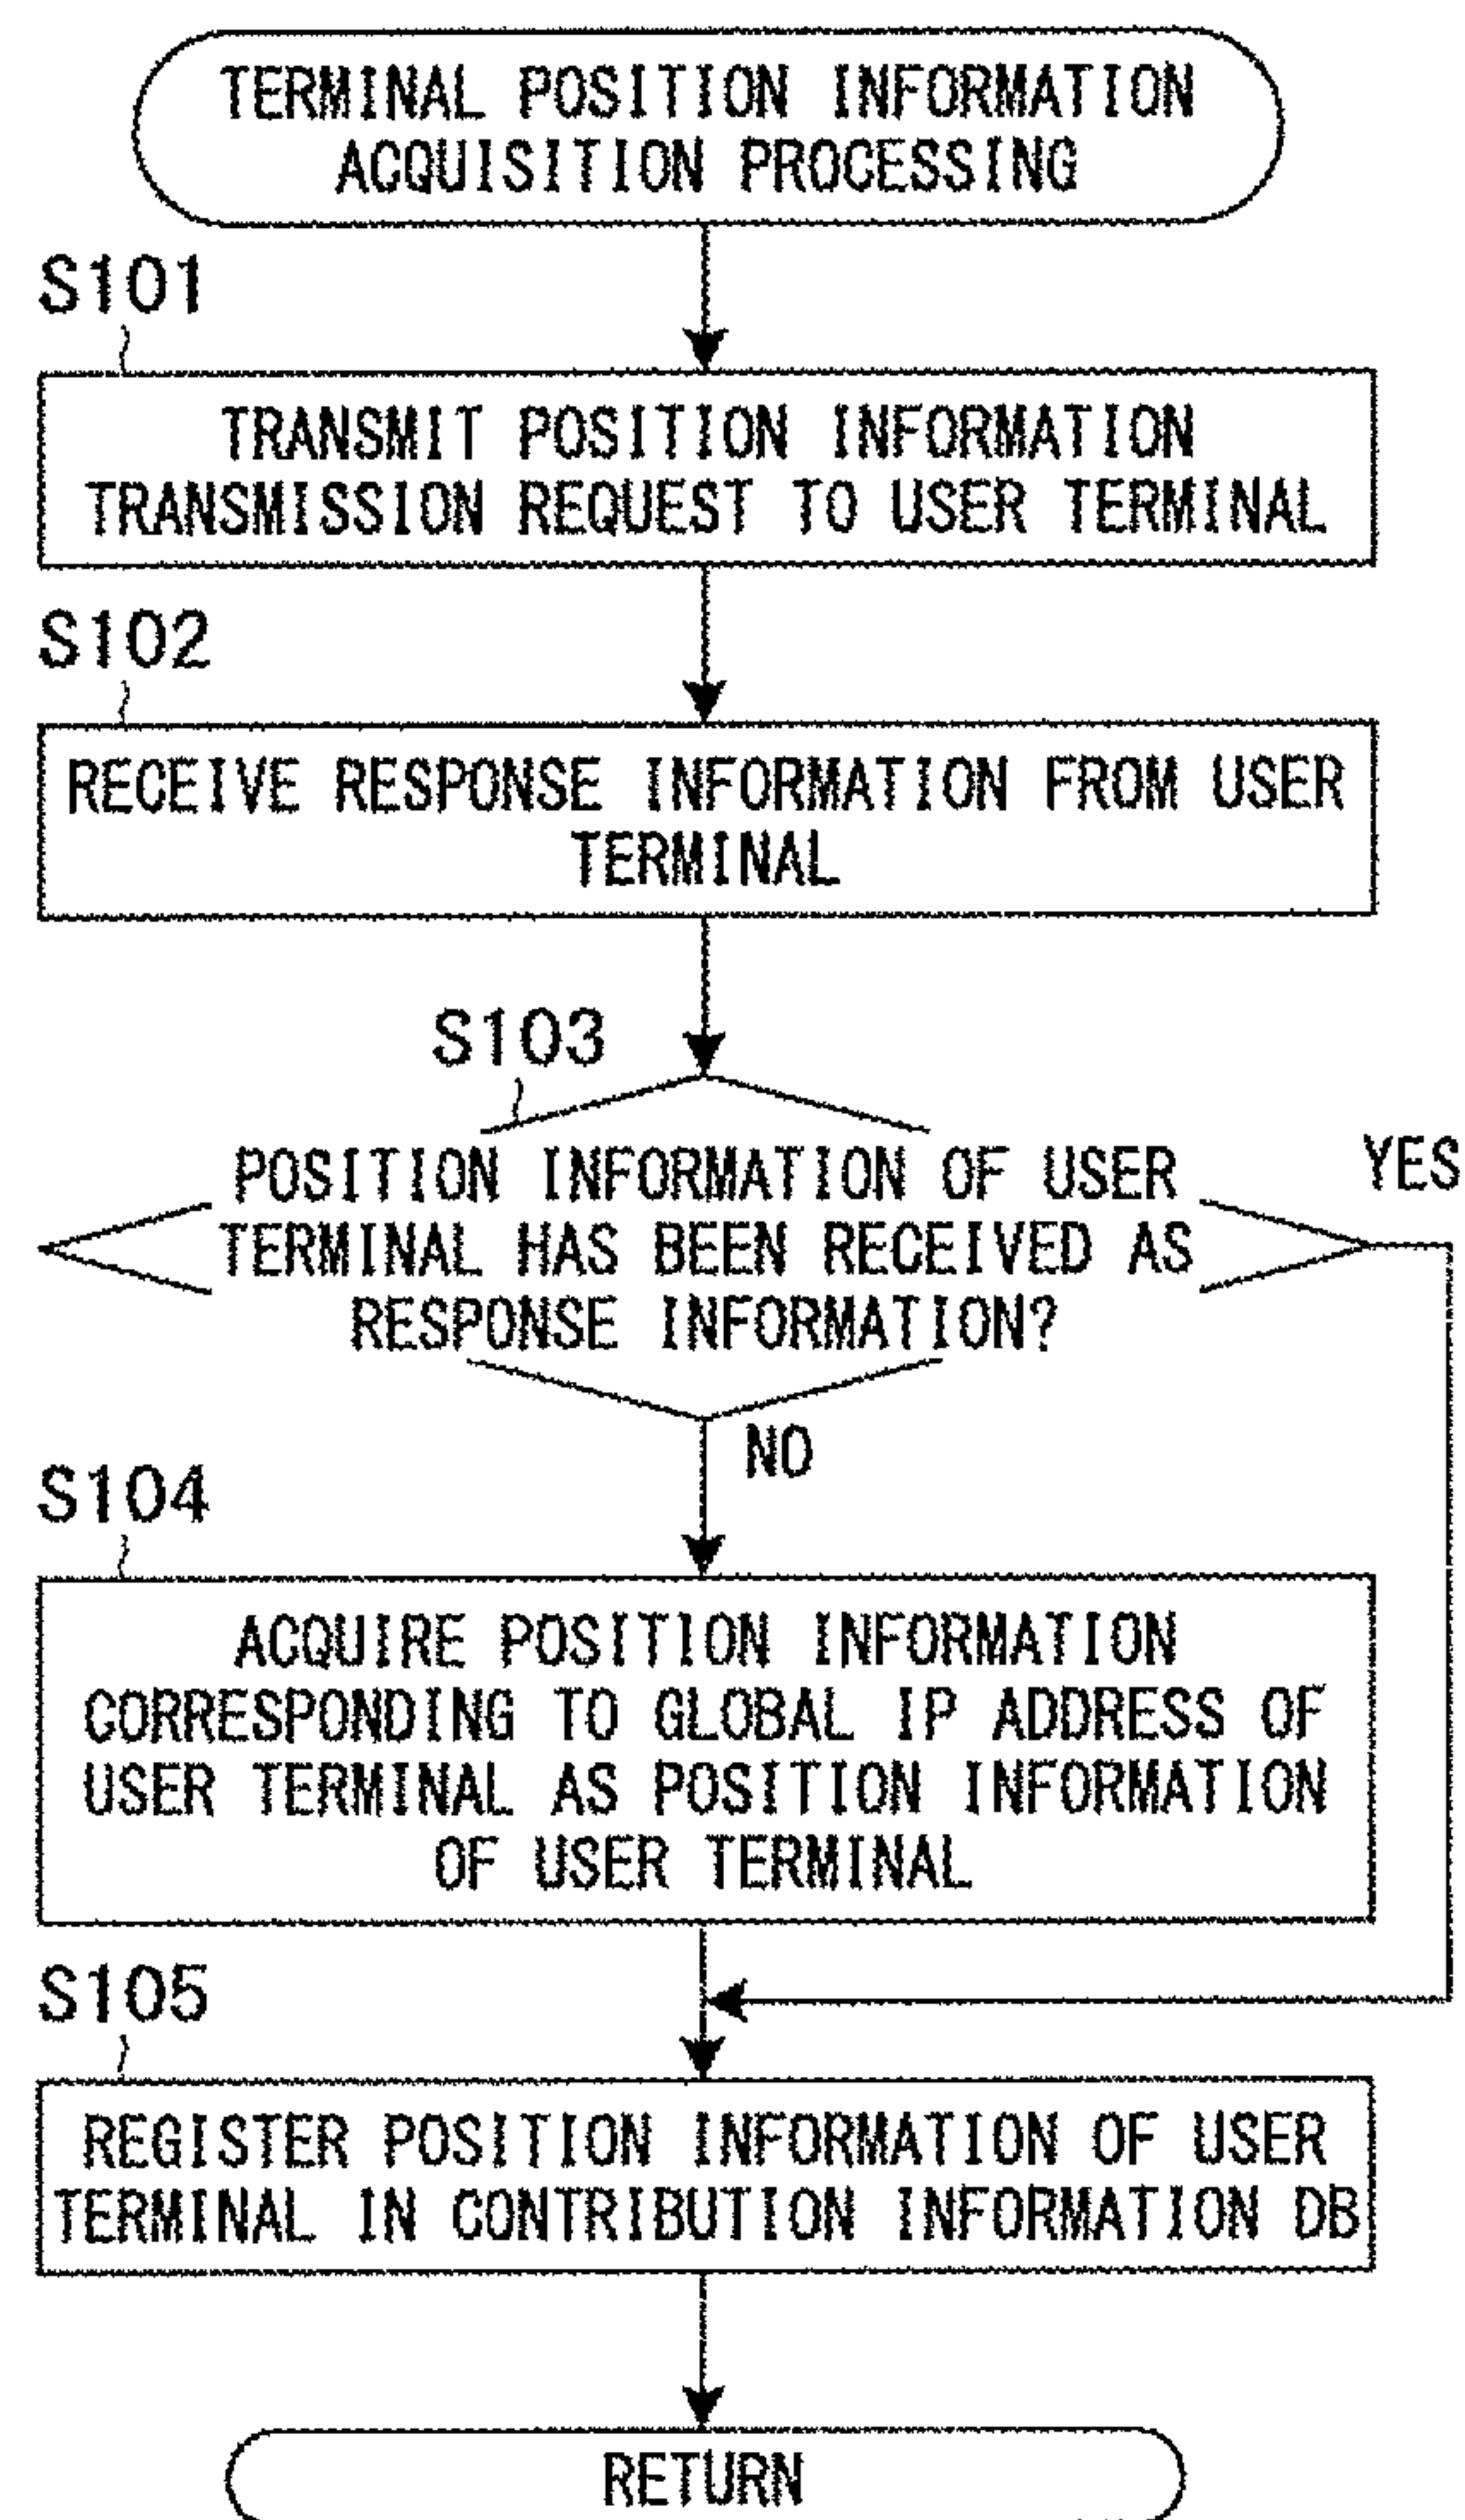 TERMINAL POSITION INFORMATION
ACQUISITION PROCESSING
S101
TRANSMIT POSITION INFORMATION
TRANSMISSION REQUEST TO USER TERMINAL
S102
RECEIVE RESPONSE INFORMATION FROM USER
TERMINAL
S103
POSITION INFORMATION OF USER
TERMINAL HAS BEEN RECEIVED AS
RESPONSE INFORMATION?
YES
NO
S104
ACQUIRE POSITION INFORMATION
CORRESPONDING TO GLOBAL IP ADDRESS OF
USER TERMINAL AS POSITION INFORMATION
OF USER TERMINAL
S105
REGISTER POSITION INFORMATION OF USER
TERMINAL IN CONTRIBUTION INFORMATION DB
RETURN